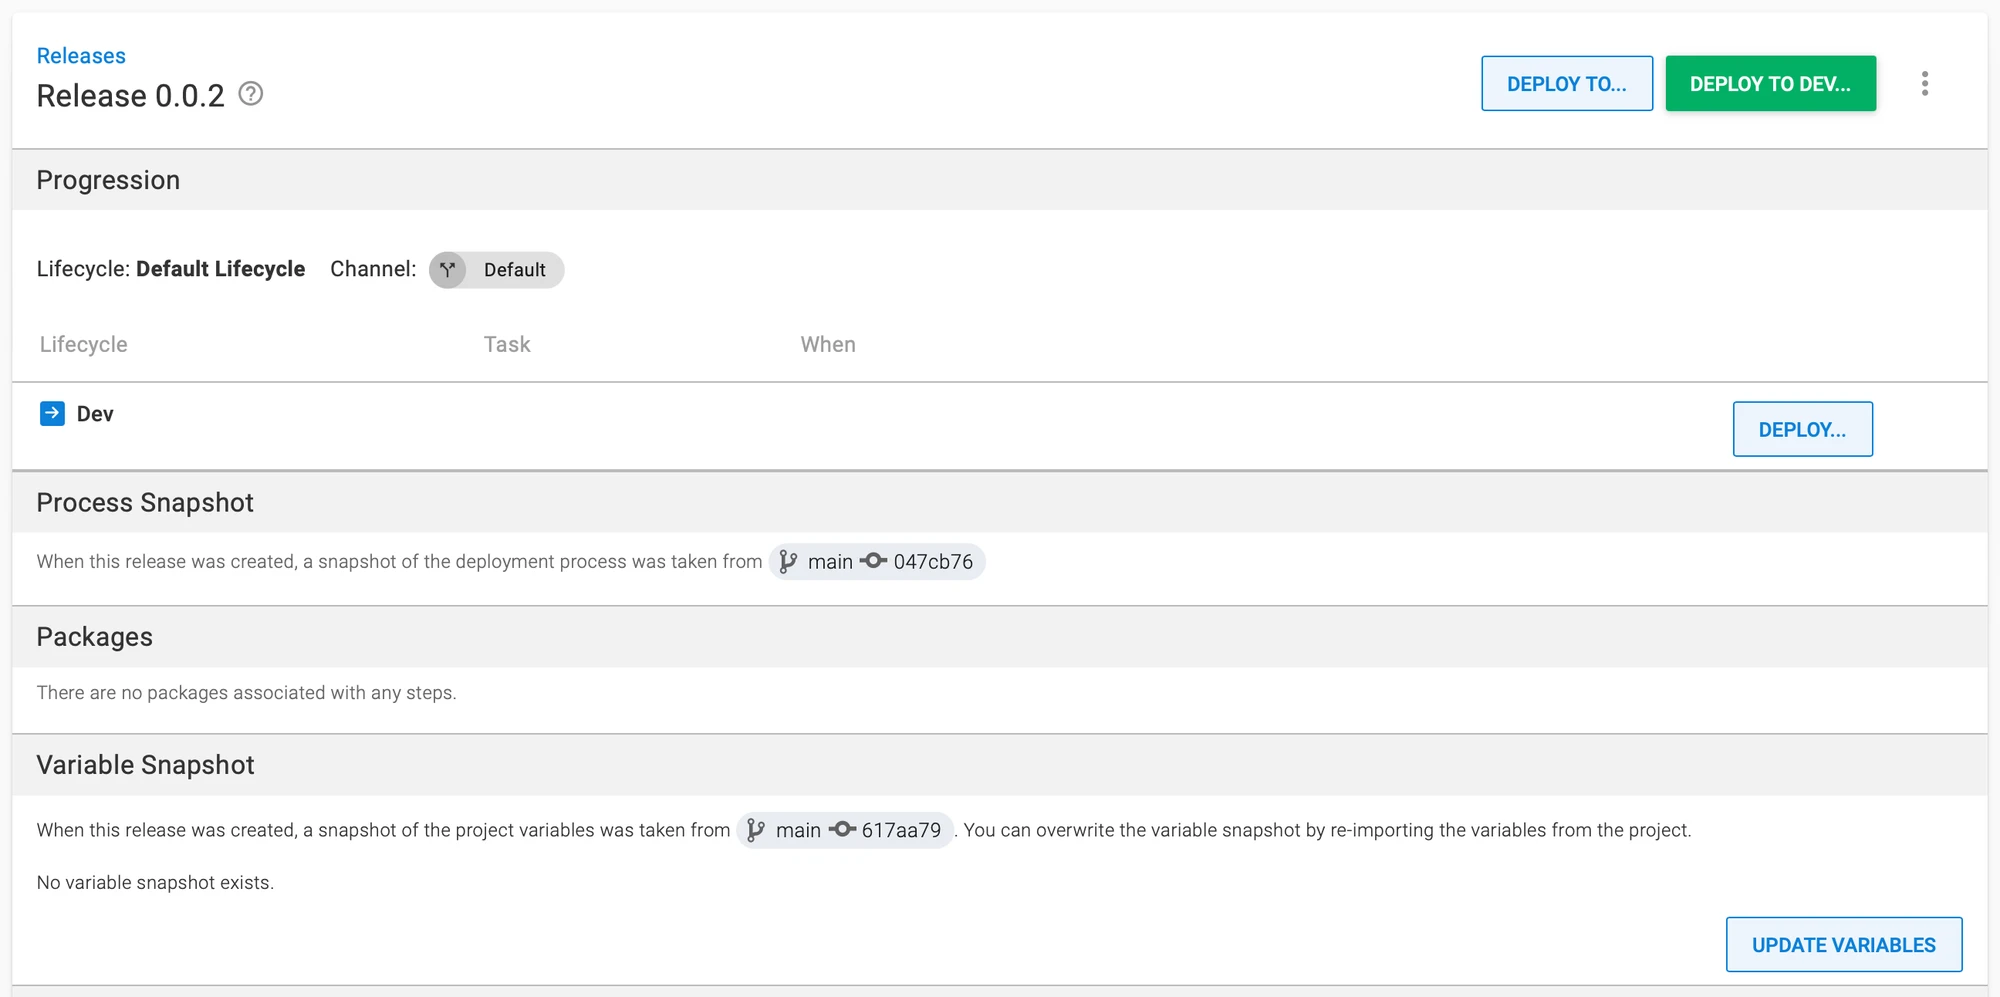 Releases
Release 0.0.2
DEPLOY TO...
DEPLOY TO DEV...
Progression
Lifecycle: Default Lifecycle Channel: Default
Lifecycle Task When
Dev
DEPLOY...
Process Snapshot
When this release was created, a snapshot of the deployment process was taken from main 047cb76
Packages
There are no packages associated with any steps.
Variable Snapshot
When this release was created, a snapshot of the project variables was taken from main 617aa79 . You can overwrite the variable snapshot by re-importing the variables from the project.
No variable snapshot exists.
UPDATE VARIABLES